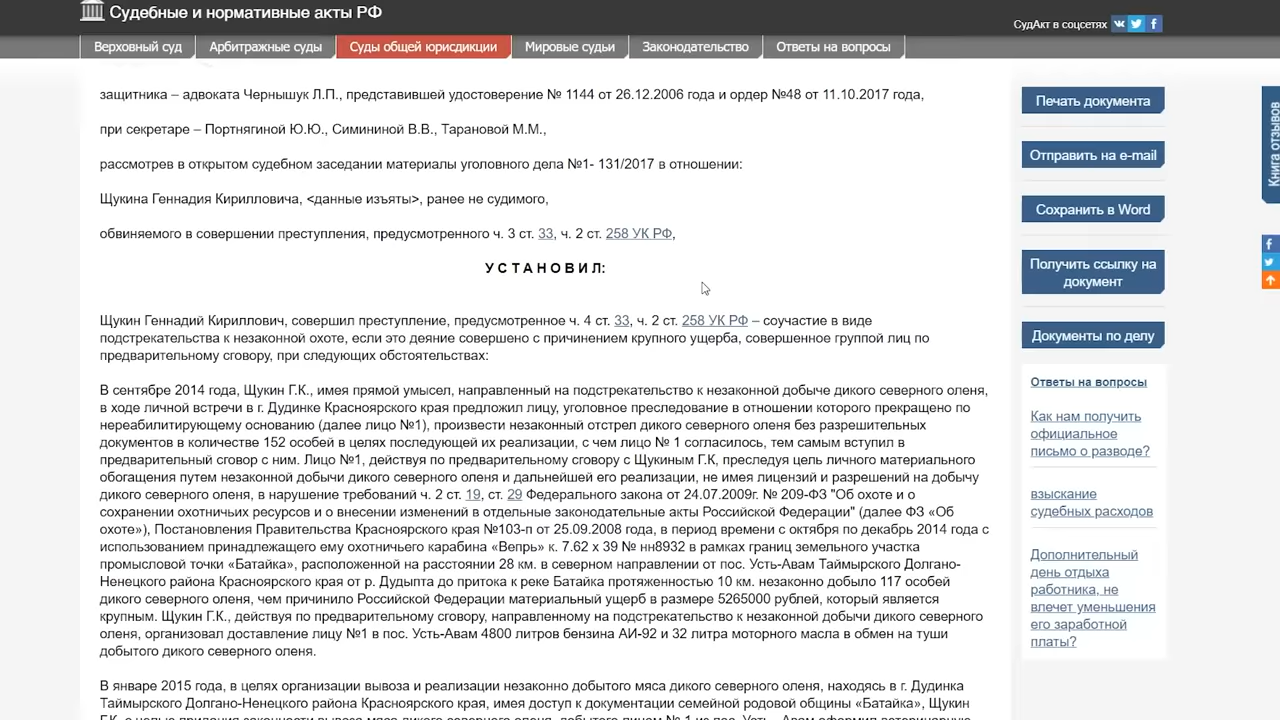 Судебные и нормативные акты РФ
СудАкт в соцсетях
Верховный суд
Арбитражные суды
Суды общей юрисдикции
Мировые судьи
Законодательство
Ответы на вопросы
защитника – адвоката Чернышук Л.П., представившей удостоверение № 1144 от 26.12.2006 года и ордер №48 от 11.10.2017 года,
при секретаре – Портнягиной Ю.Ю., Симининой В.В., Тарановой М.М.,
рассмотрев в открытом судебном заседании материалы уголовного дела №1- 131/2017 в отношении:
Щукина Геннадия Кирилловича, <данные изъяты>, ранее не судимого,
обвиняемого в совершении преступления, предусмотренного ч. 3 ст. 33, ч. 2 ст. 258 УК РФ,
У С Т А Н О В И Л:
Щукин Геннадий Кириллович, совершил преступление, предусмотренное ч. 4 ст. 33, ч. 2 ст. 258 УК РФ – соучастие в виде
подстрекательства к незаконной охоте, если это деяние совершено с причинением крупного ущерба, совершенное группой лиц по
предварительному сговору, при следующих обстоятельствах:
В сентябре 2014 года, Щукин Г.К., имея прямой умысел, направленный на подстрекательство к незаконной добыче дикого северного оленя,
в ходе личной встречи в г. Дудинке Красноярского края предложил лицу, уголовное преследование в отношении которого прекращено по
нереабилитирующему основанию (далее лицо №1), произвести незаконный отстрел дикого северного оленя без разрешительных
документов в количестве 152 особей в целях последующей их реализации, с чем лицо № 1 согласилось, тем самым вступил в
предварительный сговор с ним. Лицо №1, действуя по предварительному сговору с Щукиным Г.К, преследуя цель личного материального
обогащения путем незаконной добычи дикого северного оленя и дальнейшей его реализации, не имея лицензий и разрешений на добычу
дикого северного оленя, в нарушение требований ч. 2 ст. 19, ст. 29 Федерального закона от 24.07.2009г. № 209-ФЗ "Об охоте и о
сохранении охотничьих ресурсов и о внесении изменений в отдельные законодательные акты Российской Федерации" (далее ФЗ «Об
охоте»), Постановления Правительства Красноярского края №103-п от 25.09.2008 года, в период времени с октября по декабрь 2014 года с
использованием принадлежащего ему охотничьего карабина «Вепрь» к. 7.62 х 39 № нн8932 в рамках границ земельного участка
промысловой точки «Батайка», расположенной на расстоянии 28 км. в северном направлении от пос. Усть-Авам Таймырского Долгано-
Ненецкого района Красноярского края от р. Дудыпта до притока к реке Батайка протяженностью 10 км. незаконно добыло 117 особей
дикого северного оленя, чем причинило Российской Федерации материальный ущерб в размере 5265000 рублей, который является
крупным. Щукин Г.К., действуя по предварительному сговору, направленному на подстрекательство к незаконной добычи дикого северного
оленя, организовал доставление лицу №1 в пос. Усть-Авам 4800 литров бензина АИ-92 и 32 литра моторного масла в обмен на туши
добытого дикого северного оленя.
В январе 2015 года, в целях организации вывоза и реализации незаконно добытого мяса дикого северного оленя, находясь в г. Дудинка
Таймырского Долгано-Ненецкого района Красноярского края, имея доступ к документации семейной родовой общины «Батайка», Щукин
Печать документа
Отправить на e-mail
Сохранить в Word
Получить ссылку на
документ
Документы по делу
Ответы на вопросы
Как нам получить
официальное
письмо о разводе?
взыскание
судебных расходов
Дополнительный
день отдыха
работника, не
влечет уменьшения
его заработной
платы?
Книга отзывов